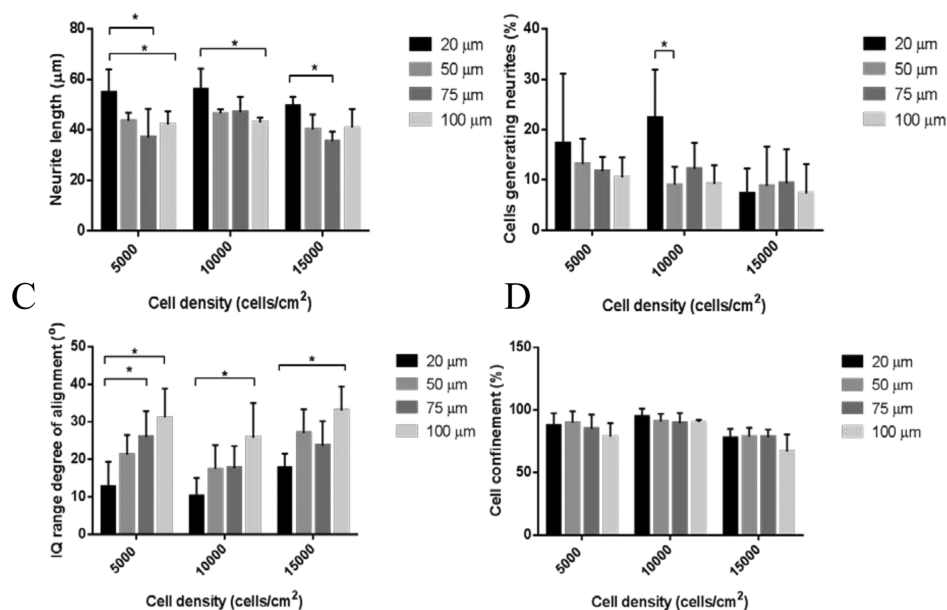 Neurite length (μm)
80
60
40
20
0
* 
*
*
*
5000
10000
15000
Cell density (cells/cm²)
20 μm
50 μm
75 μm
100 μm
Cells generating neurites (%)
40
30
20
10
0
*
5000
10000
15000
Cell density (cells/cm²)
20 μm
50 μm
75 μm
100 μm
C
IQ range degree of alignment (º)
50
40
30
20
10
0
*
*
*
*
5000
10000
15000
Cell density (cells/cm²)
20 μm
50 μm
75 μm
100 μm
D
Cell confinement (%)
150
100
50
0
5000
10000
15000
Cell density (cells/cm²)
20 μm
50 μm
75 μm
100 μm